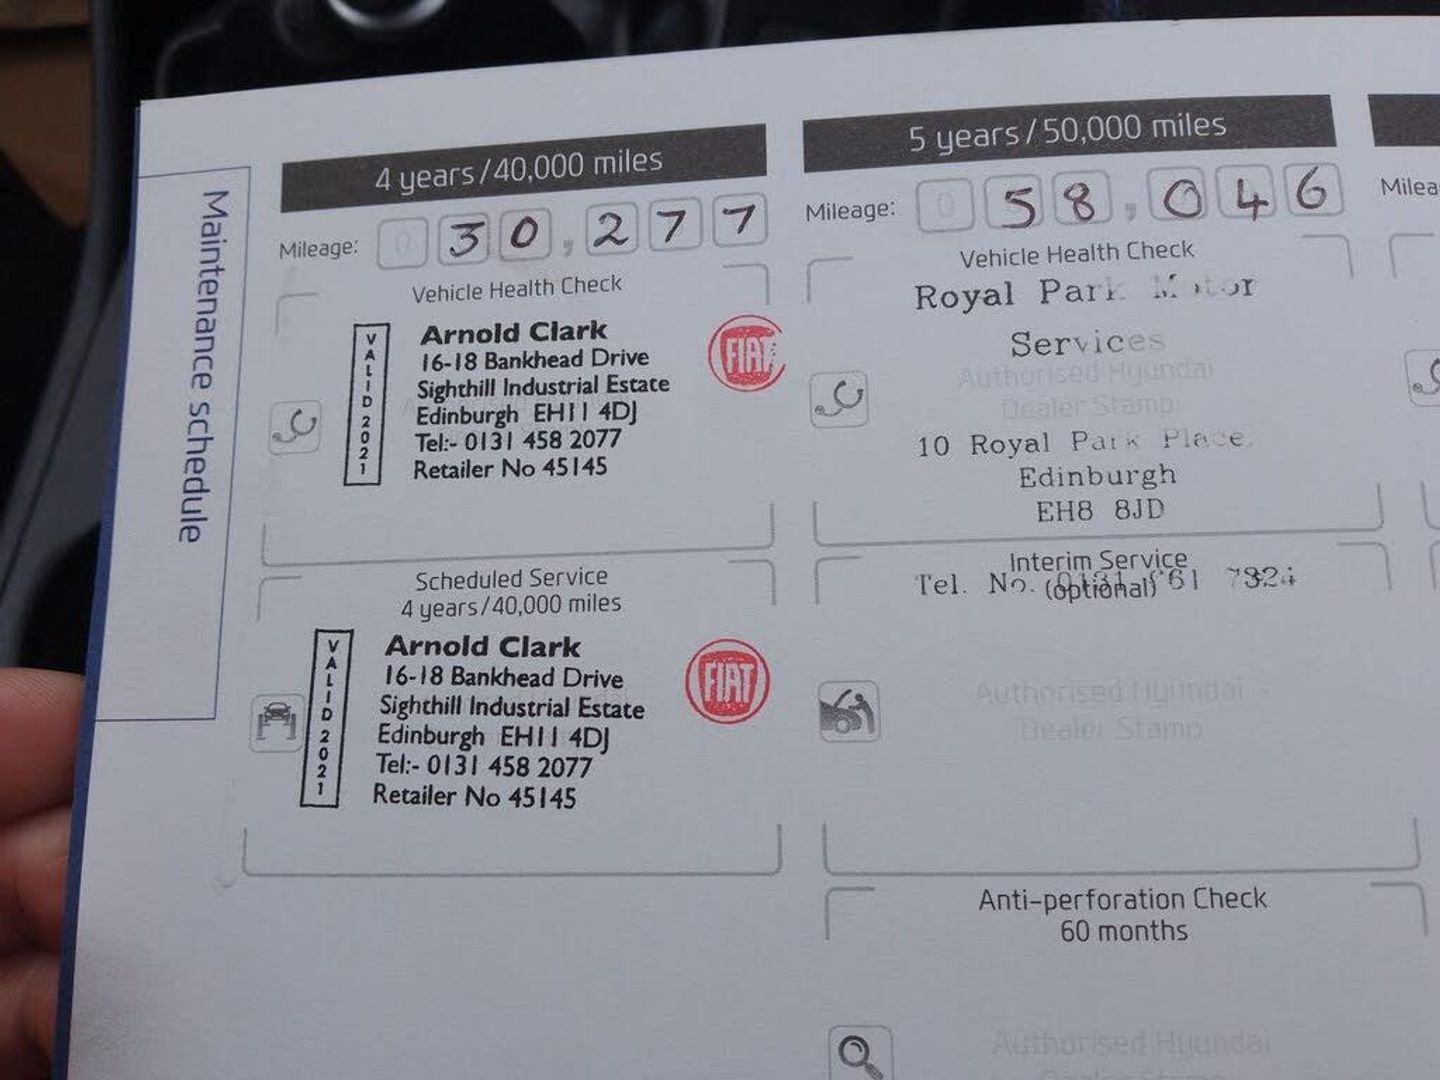 Maintenance schedule
4 years/40,000 miles
Mileage: 0 30,277
Vehicle Health Check
VALID 2021
Arnold Clark
16-18 Bankhead Drive
Sighthill Industrial Estate
Edinburgh EH11 4DJ
Tel:- 0131 458 2077
Retailer No 45145
FIAT
Scheduled Service
4 years/40,000 miles
VALID 2021
Arnold Clark
16-18 Bankhead Drive
Sighthill Industrial Estate
Edinburgh EH11 4DJ
Tel:- 0131 458 2077
Retailer No 45145
FIAT
5 years/50,000 miles
Mileage: 0 58,046
Vehicle Health Check
Royal Park Motor
Services
Authorised Hyundai
Dealer Stamp
10 Royal Park Place
Edinburgh
EH8 8JD
Interim Service
(optional)
Tel. No. 661
Authorised Hyundai
Dealer Stamp
Anti-perforation Check
60 months
Authorised Hyundai
Dealer Stamp